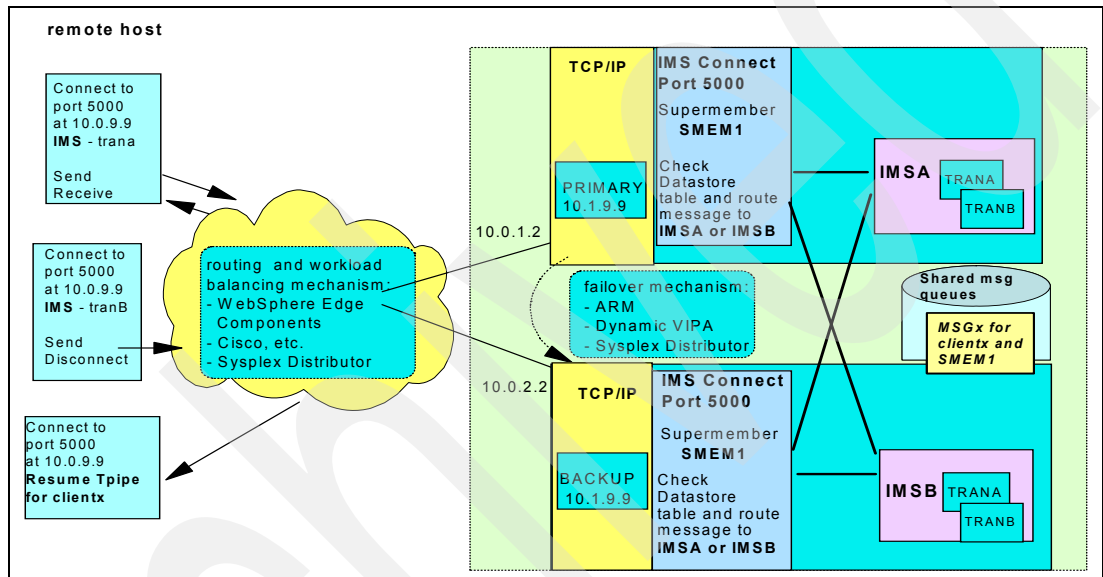 remote host
Connect to
port 5000
at 10.0.9.9
IMS - trana
Send
Receive
Connect to
port 5000
at 10.0.9.9
IMS - tranB
Send
Disconnect
Connect to
port 5000
at 10.0.9.9
Resume Tpipe
for clientx
routing and workload
balancing mechanism:
- WebSphere Edge
Components
- Cisco, etc.
- Sysplex Distributor
10.0.1.2
10.0.2.2
TCP/IP
PRIMARY
10.1.9.9
IMS Connect
Port 5000
Supermember
SMEM1
Check
Datastore
table and route
message to
IMSA or IMSB
IMSA
TRANA
TRANB
failover mechanism:
- ARM
- Dynamic VIPA
- Sysplex Distributor
Shared msg
queues
MSGx for
clientx and
SMEM1
TCP/IP
BACKUP
10.1.9.9
IMS Connect
Port 5000
Supermember
SMEM1
Check
Datastore
table and route
message to
IMSA or IMSB
IMSB
TRANA
TRANB